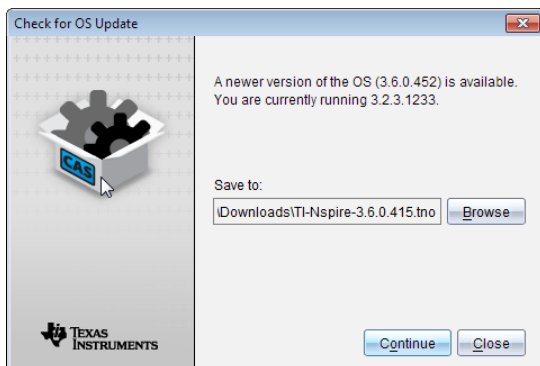 Check for OS Update
A newer version of the OS (3.6.0.452) is available.
You are currently running 3.2.3.1233.
CAS
Save to:
\Downloads\TI-Nspire-3.6.0.415.tno
Browse
TEXAS
INSTRUMENTS
Continue
Close